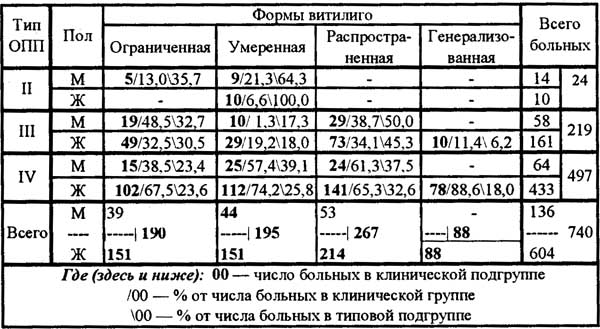 Тип ОПП Пол Формы витилиго Всего больных
Ограниченная Умеренная Распростра- ненная Генерализо- ванная
II М 5/13,0\35,7 9/21,3\64,3 - - 14 24
Ж - 10/6,6\100,0 - - 10
III М 19/48,5\32,7 10/ 1,3\17,3 29/38,7\50,0 - 58 219
Ж 49/32,5\30,5 29/19,2\18,0 73/34,1\45,3 10/11,4\ 6,2 161
IV М 15/38,5\23,4 25/57,4\39,1 24/61,3\37,5 - 64 497
Ж 102/67,5\23,6 112/74,2\25,8 141/65,3\32,6 78/88,6\18,0 433
Всего М 39 44 53 - 136
---- -----| 190 -----| 195 -----| 267 ----| 88 ------ 740
Ж 151 151 214 88 604
Где (здесь и ниже): 00 — число больных в клинической подгруппе
/00 — % от числа больных в клинической группе
\00 — % от числа больных в типовой подгруппе